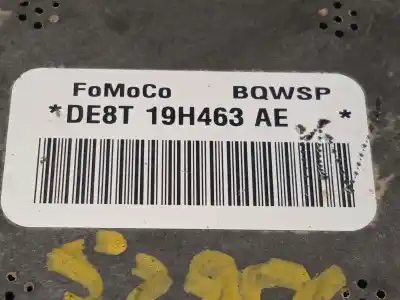 FoMoCo BQWSP
*DE8T 19H463 AE *